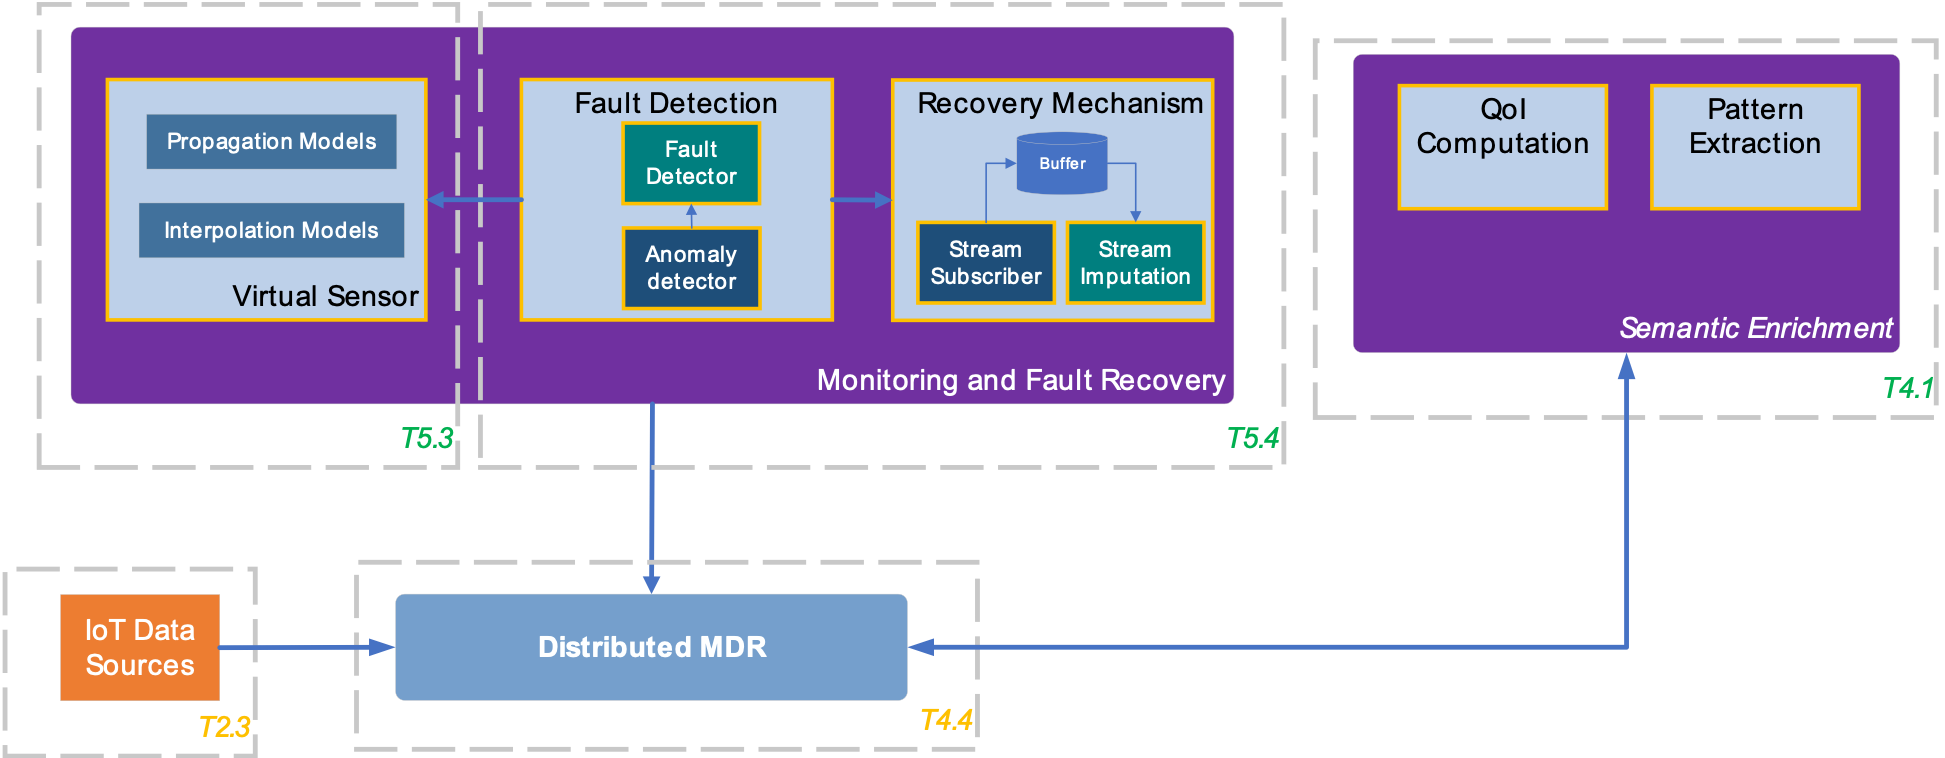 Propagation Models
Interpolation Models
Virtual Sensor
Fault Detection
Fault
Detector
Anomaly
detector
Recovery Mechanism
Buffer
Stream
Subscriber
Stream
Imputation
Monitoring and Fault Recovery
T5.3
T5.4
QoI
Computation
Pattern
Extraction
Semantic Enrichment
T4.1
IoT Data
Sources
T2.3
Distributed MDR
T4.4